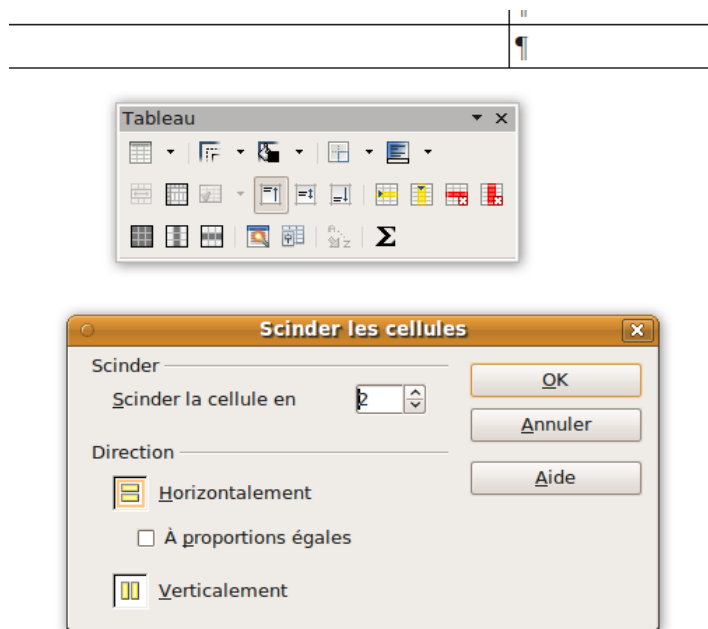 ¶
Tableau
Σ
Scinder les cellules
Scinder
Scinder la cellule en 2
OK
Annuler
Direction
Aide
Horizontalement
À proportions égales
Verticalement